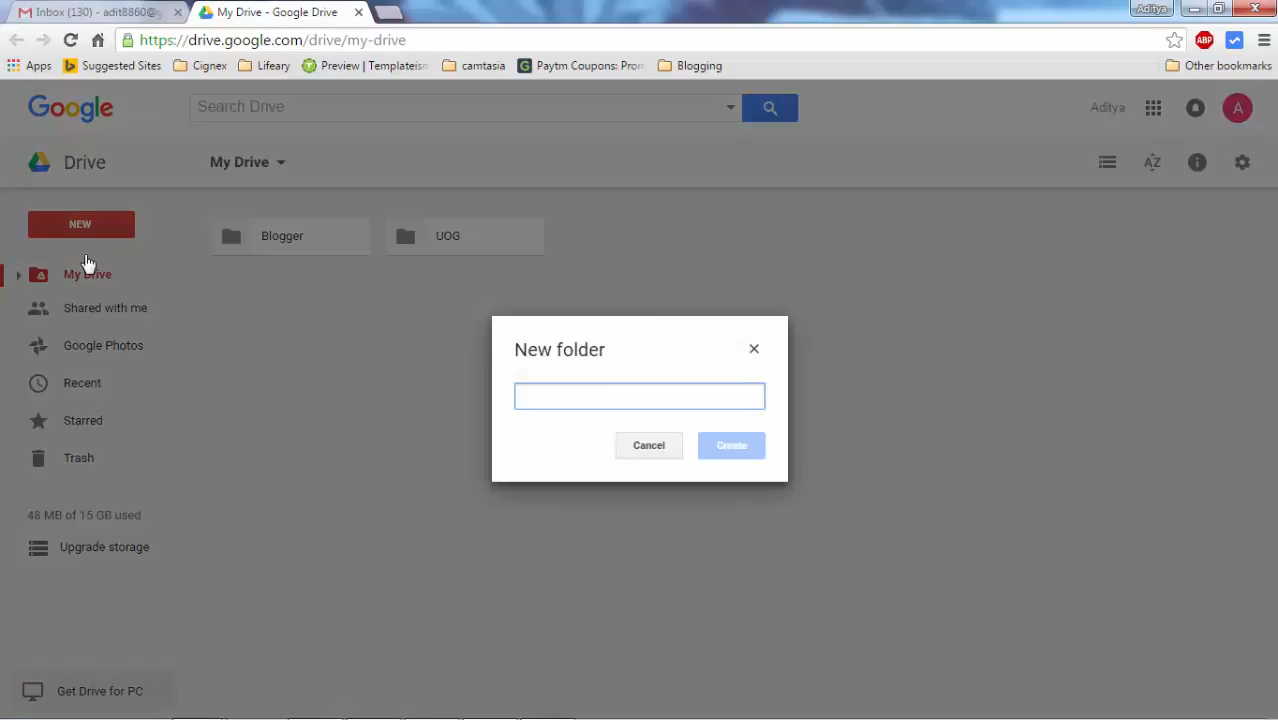 Inbox (130) - adit8860@g
My Drive - Google Drive
Aditya
https://drive.google.com/drive/my-drive
ABP
Apps
Suggested Sites
Cignex
Lifeary
Preview | Templateism
camtasia
Paytm Coupons: Prom
Blogging
Other bookmarks
Google
Search Drive
Aditya
A
Drive
My Drive
AZ
NEW
Blogger
UOG
My Drive
Shared with me
New folder
Google Photos
Recent
Starred
Cancel
Create
Trash
48 MB of 15 GB used
Upgrade storage
Get Drive for PC